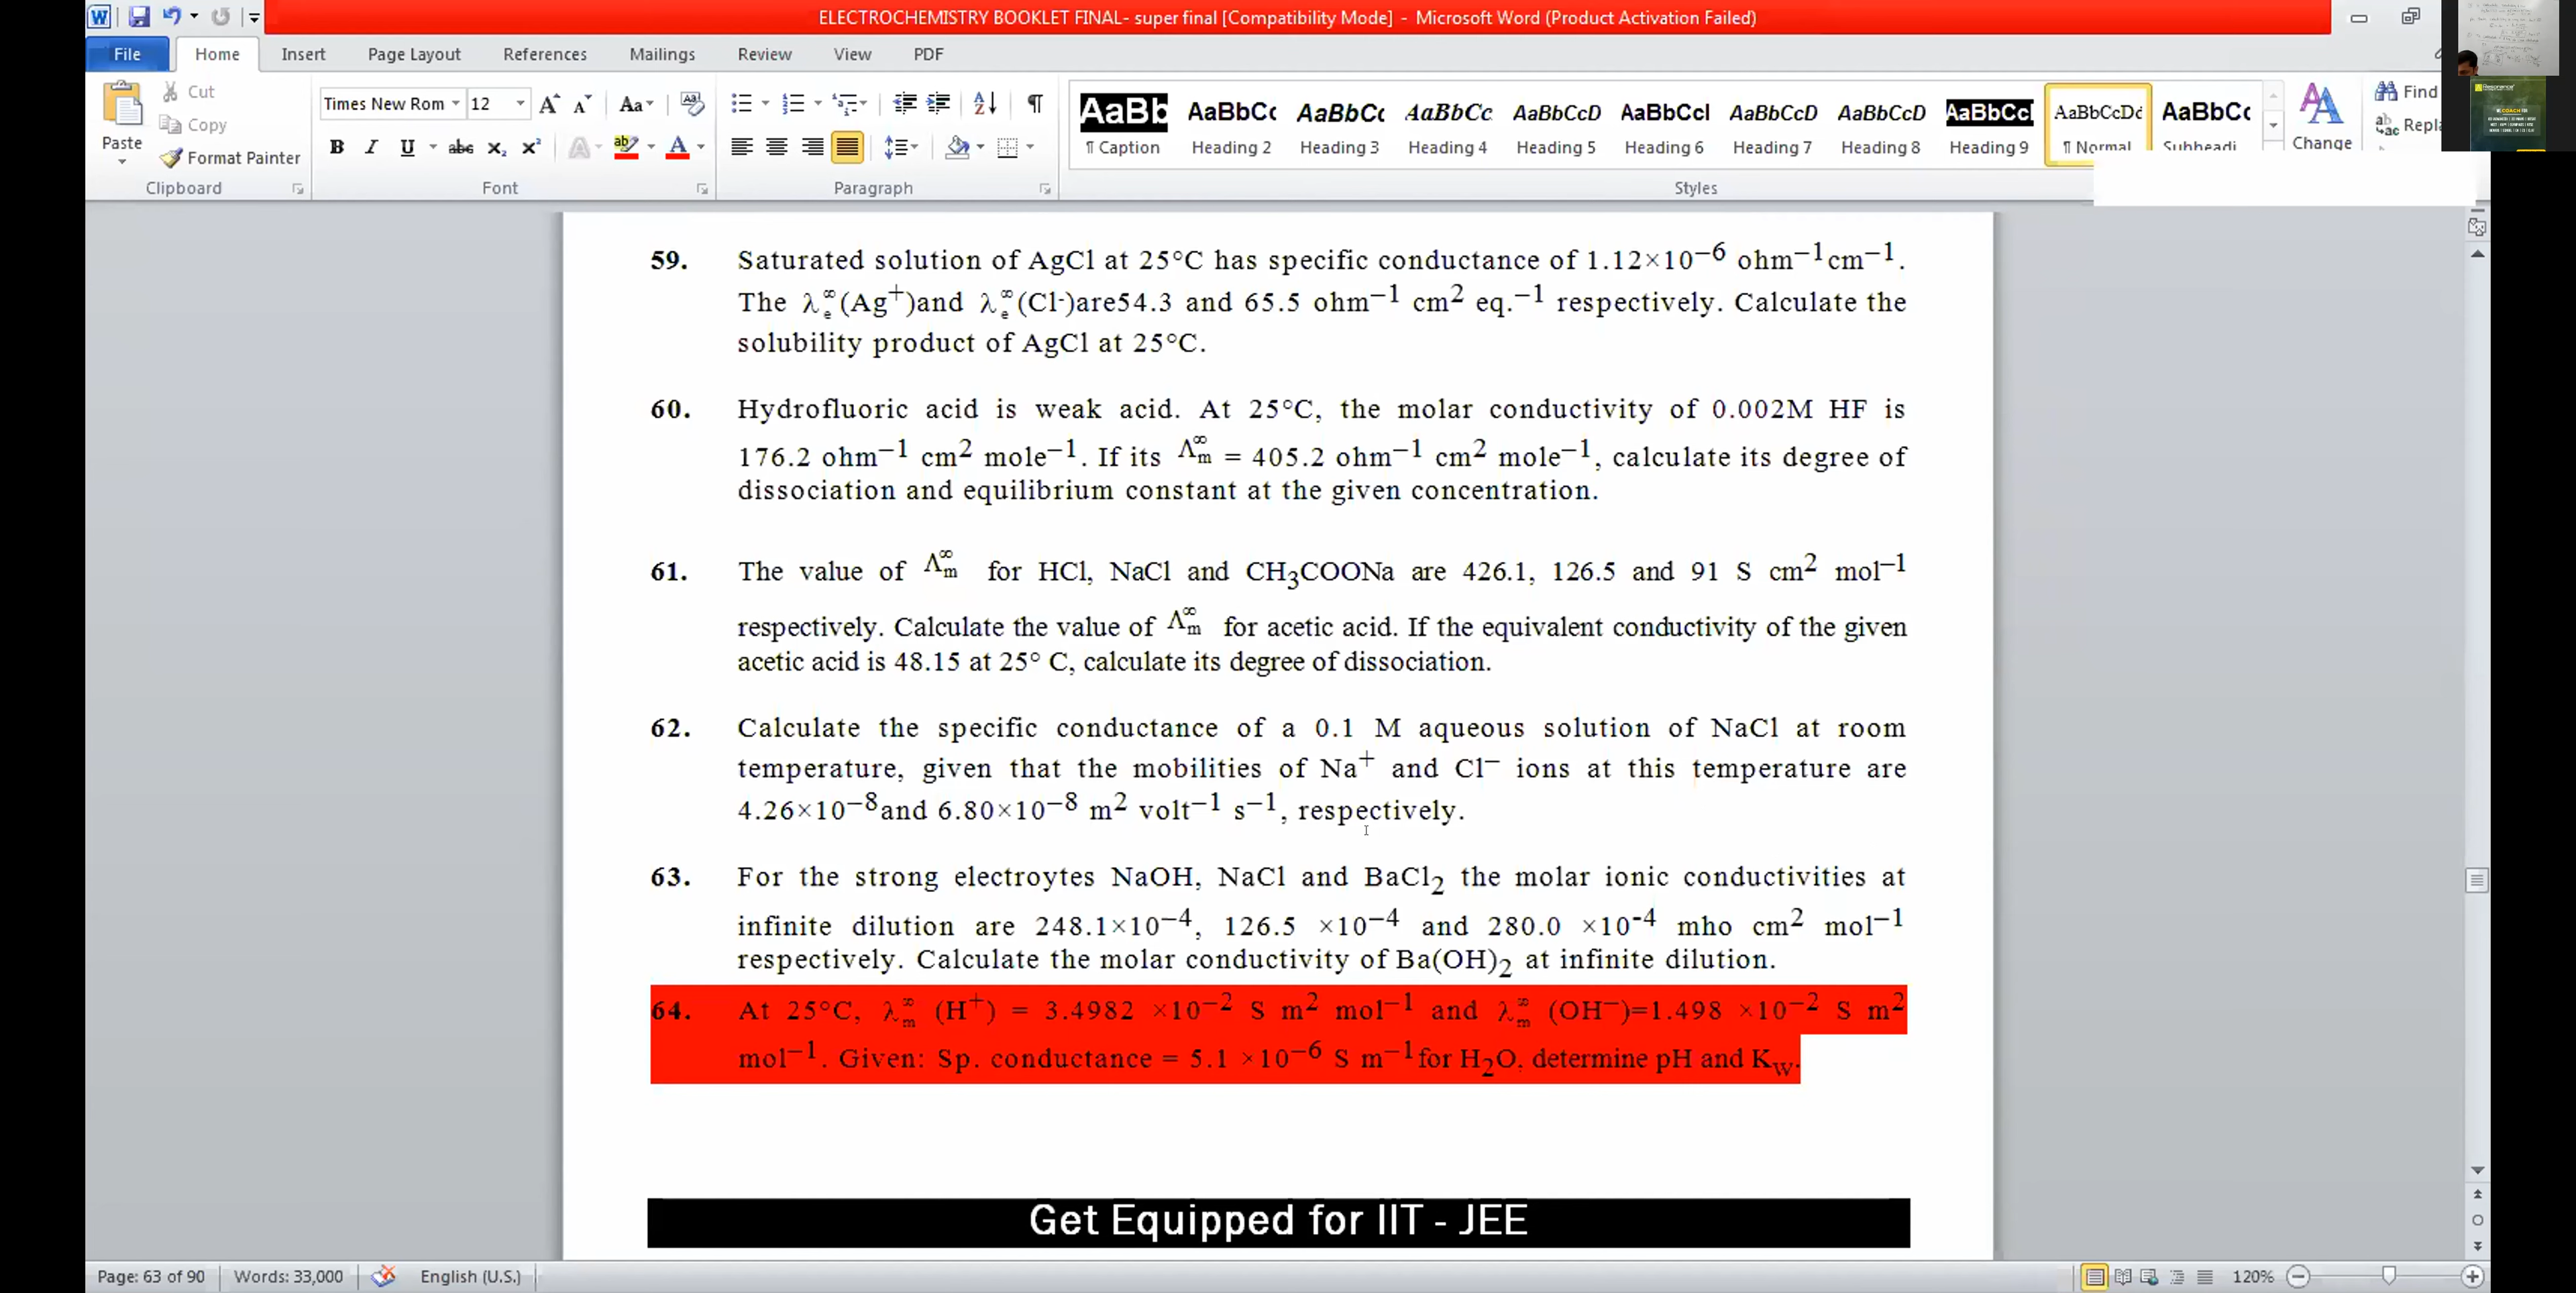 ELECTROCHEMISTRY BOOKLET FINAL- super final [Compatibility Mode] - Microsoft Word (Product Activation Failed)
File Home Insert Page Layout References Mailings Review View PDF
Paste Cut Copy Format Painter
Times New Rom 12
AaBb AaBbCc AaBbCc AaBbCc AaBbCcD AaBbCcI AaBbCcD AaBbCcD AaBbCcI AaBbCcDc AaBbCc
¶ Caption Heading 2 Heading 3 Heading 4 Heading 5 Heading 6 Heading 7 Heading 8 Heading 9 ¶ Normal Subheadi
Change Find Repl
Clipboard Font Paragraph Styles
59. Saturated solution of AgCl at 25°C has specific conductance of 1.12×10⁻⁶ ohm⁻¹cm⁻¹.
The λₑ^∞(Ag⁺)and λₑ^∞(Cl⁻)are54.3 and 65.5 ohm⁻¹ cm² eq.⁻¹ respectively. Calculate the
solubility product of AgCl at 25°C.
60. Hydrofluoric acid is weak acid. At 25°C, the molar conductivity of 0.002M HF is
176.2 ohm⁻¹ cm² mole⁻¹. If its Λₘ^∞ = 405.2 ohm⁻¹ cm² mole⁻¹, calculate its degree of
dissociation and equilibrium constant at the given concentration.
61. The value of Λₘ^∞ for HCl, NaCl and CH₃COONa are 426.1, 126.5 and 91 S cm² mol⁻¹
respectively. Calculate the value of Λₘ^∞ for acetic acid. If the equivalent conductivity of the given
acetic acid is 48.15 at 25° C, calculate its degree of dissociation.
62. Calculate the specific conductance of a 0.1 M aqueous solution of NaCl at room
temperature, given that the mobilities of Na⁺ and Cl⁻ ions at this temperature are
4.26×10⁻⁸and 6.80×10⁻⁸ m² volt⁻¹ s⁻¹, respectively.
63. For the strong electroytes NaOH, NaCl and BaCl₂ the molar ionic conductivities at
infinite dilution are 248.1×10⁻⁴, 126.5 ×10⁻⁴ and 280.0 ×10⁻⁴ mho cm² mol⁻¹
respectively. Calculate the molar conductivity of Ba(OH)₂ at infinite dilution.
64. At 25°C, λₘ^∞ (H⁺) = 3.4982 ×10⁻² S m² mol⁻¹ and λₘ^∞ (OH⁻)=1.498 ×10⁻² S m²
mol⁻¹. Given: Sp. conductance = 5.1 ×10⁻⁶ S m⁻¹for H₂O, determine pH and K_w.
Get Equipped for IIT - JEE
Page: 63 of 90 Words: 33,000 English (U.S.) 120%